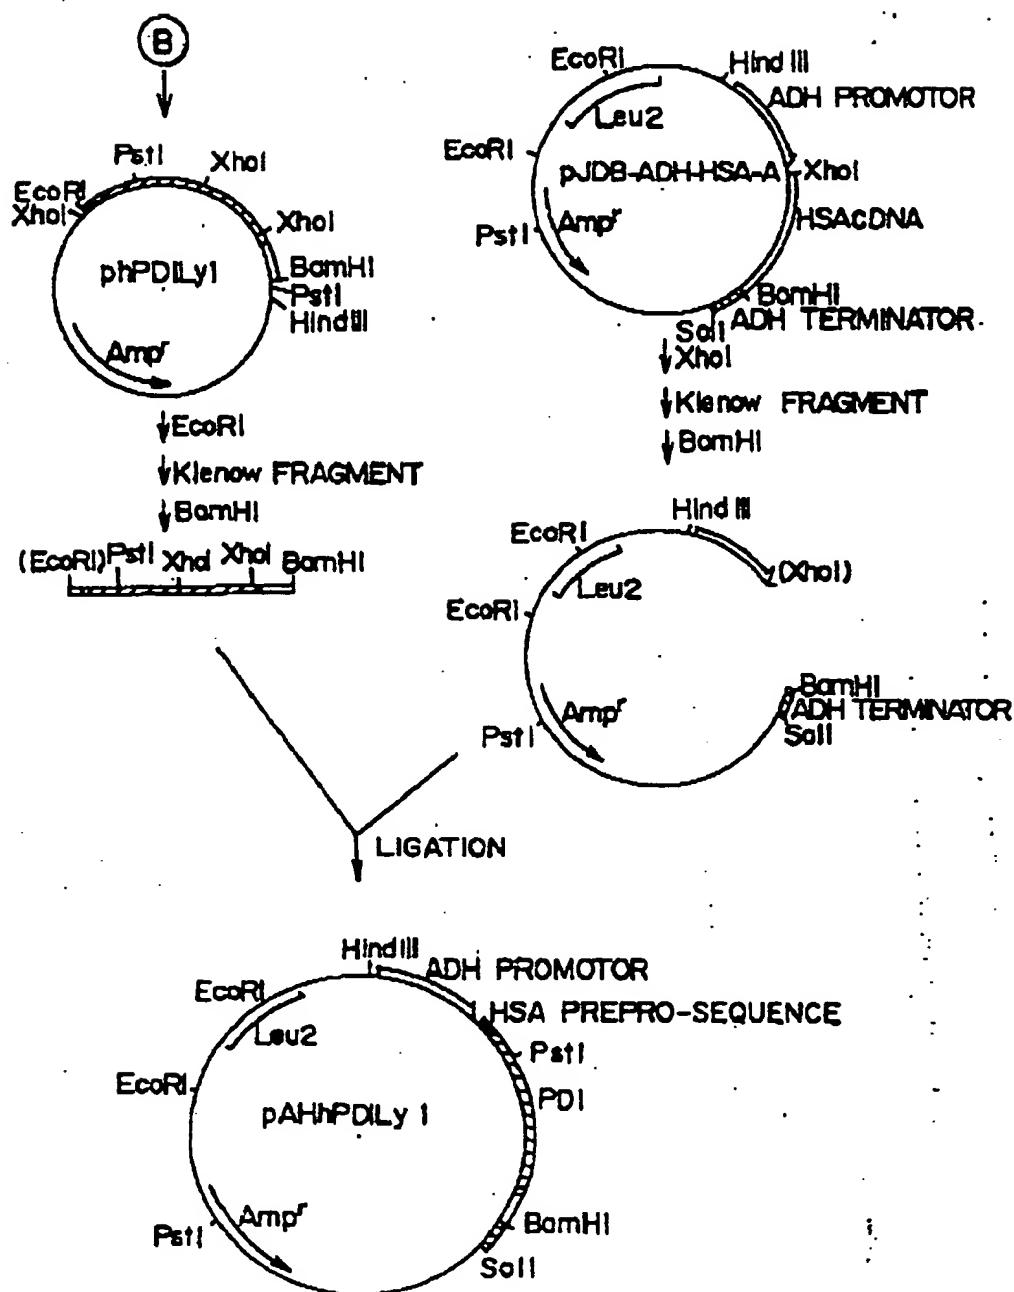 B
PstI
XhoI
EcoRI
XhoI
XhoI
phPDILy1
BamHI
PstI
HindIII
Ampr
EcoRI
Klenow FRAGMENT
BamHI
(EcoRI) PstI XhoI XhoI BamHI
EcoRI
HindIII
ADH PROMOTOR
Leu2
EcoRI
pJDB-ADH-HSA-A
XhoI
HSAcDNA
PstI
Ampr
BamHI
SalI
ADH TERMINATOR
XhoI
Klenow FRAGMENT
BamHI
HindIII
EcoRI
(XhoI)
Leu2
EcoRI
BamHI
ADH TERMINATOR
SalI
Ampr
PstI
LIGATION
HindIII
ADH PROMOTOR
EcoRI
HSA PREPRO-SEQUENCE
Leu2
PstI
EcoRI
PDI
pAHhPDILy 1
Ampr
PstI
BamHI
SalI